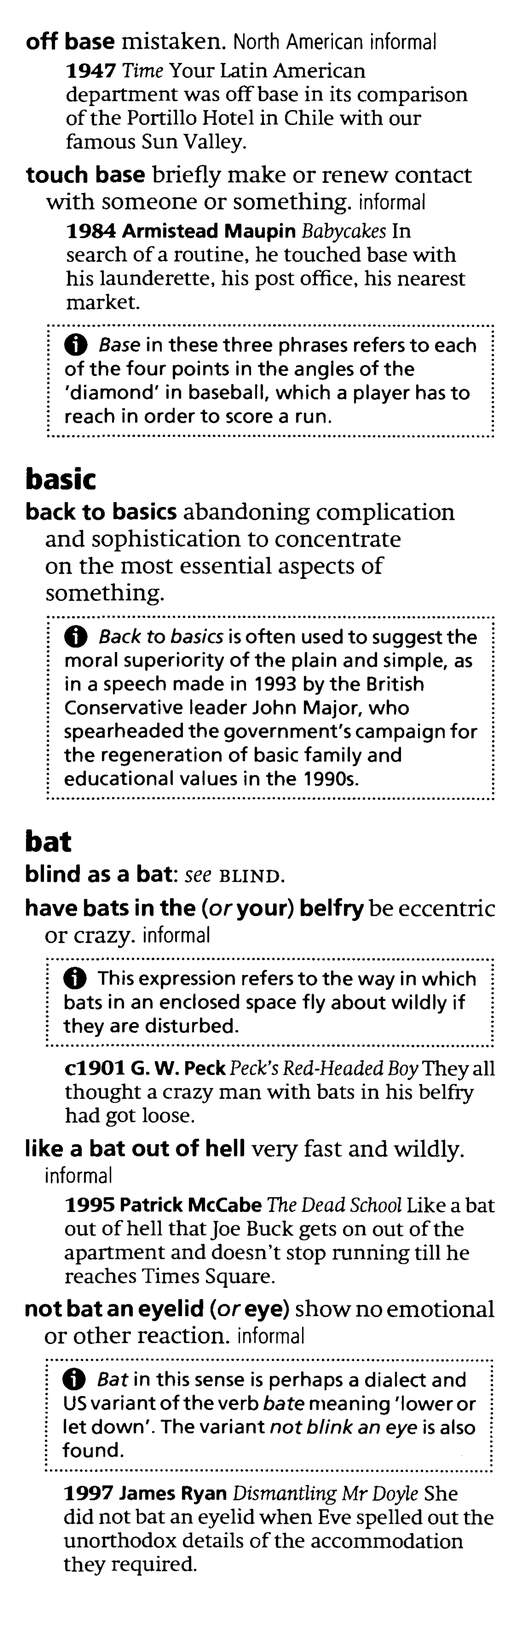 off base mistaken. North American informal
1947 Time Your Latin American
department was off base in its comparison
of the Portillo Hotel in Chile with our
famous Sun Valley.
touch base briefly make or renew contact
with someone or something. informal
1984 Armistead Maupin Babycakes In
search of a routine, he touched base with
his launderette, his post office, his nearest
market.
i Base in these three phrases refers to each
of the four points in the angles of the
'diamond' in baseball, which a player has to
reach in order to score a run.
basic
back to basics abandoning complication
and sophistication to concentrate
on the most essential aspects of
something.
i Back to basics is often used to suggest the
moral superiority of the plain and simple, as
in a speech made in 1993 by the British
Conservative leader John Major, who
spearheaded the government's campaign for
the regeneration of basic family and
educational values in the 1990s.
bat
blind as a bat: see BLIND.
have bats in the (or your) belfry be eccentric
or crazy. informal
i This expression refers to the way in which
bats in an enclosed space fly about wildly if
they are disturbed.
c1901 G. W. Peck Peck's Red-Headed Boy They all
thought a crazy man with bats in his belfry
had got loose.
like a bat out of hell very fast and wildly.
informal
1995 Patrick McCabe The Dead School Like a bat
out of hell that Joe Buck gets on out of the
apartment and doesn't stop running till he
reaches Times Square.
not bat an eyelid (or eye) show no emotional
or other reaction. informal
i Bat in this sense is perhaps a dialect and
US variant of the verb bate meaning 'lower or
let down'. The variant not blink an eye is also
found.
1997 James Ryan Dismantling Mr Doyle She
did not bat an eyelid when Eve spelled out the
unorthodox details of the accommodation
they required.